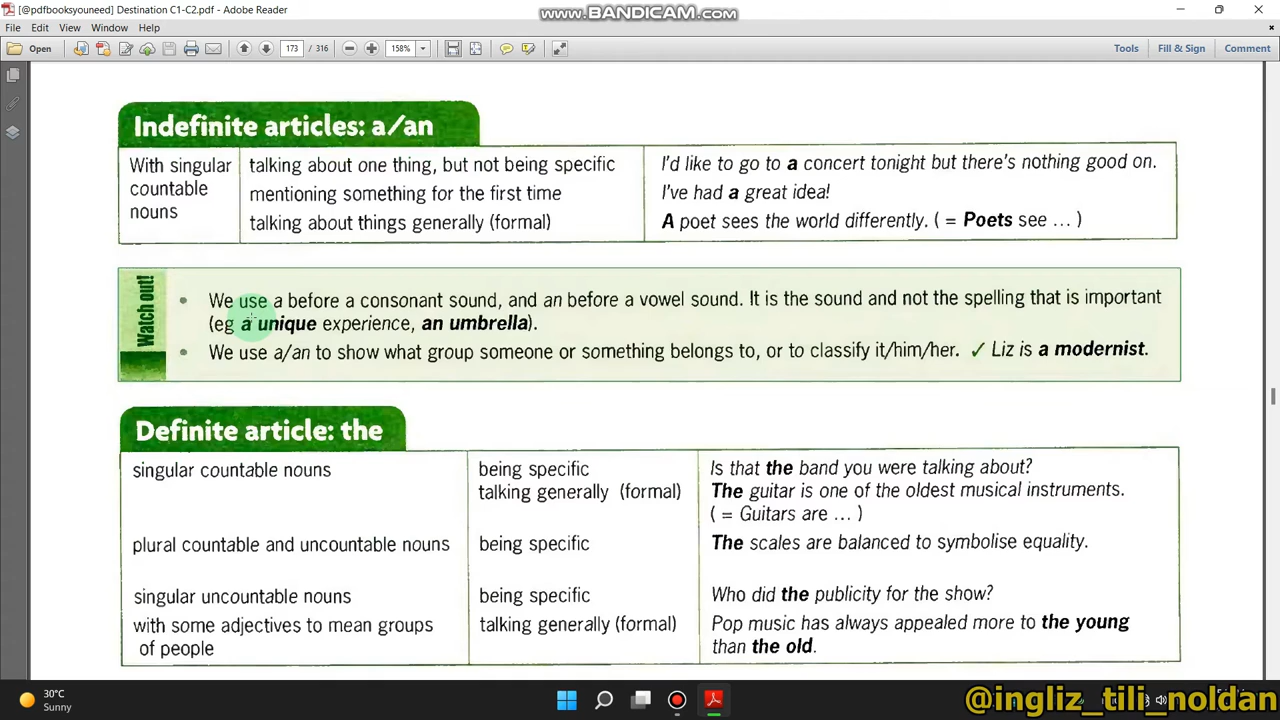 [@pdfbooksyouneed] Destination C1-C2.pdf - Adobe Reader
www.BANDICAM.com
File Edit View Window Help
Open 173 / 316 158% Tools Fill & Sign Comment
Indefinite articles: a/an
With singular countable nouns
talking about one thing, but not being specific
I'd like to go to a concert tonight but there's nothing good on.
mentioning something for the first time
I've had a great idea!
talking about things generally (formal)
A poet sees the world differently. ( = Poets see ... )
Watch out!
• We use a before a consonant sound, and an before a vowel sound. It is the sound and not the spelling that is important
(eg a unique experience, an umbrella).
• We use a/an to show what group someone or something belongs to, or to classify it/him/her. ✓ Liz is a modernist.
Definite article: the
singular countable nouns
being specific
Is that the band you were talking about?
talking generally (formal)
The guitar is one of the oldest musical instruments.
( = Guitars are ... )
plural countable and uncountable nouns
being specific
The scales are balanced to symbolise equality.
singular uncountable nouns
being specific
Who did the publicity for the show?
with some adjectives to mean groups
of people
talking generally (formal)
Pop music has always appealed more to the young
than the old.
30°C
Sunny
@ingliz_tili_noldan